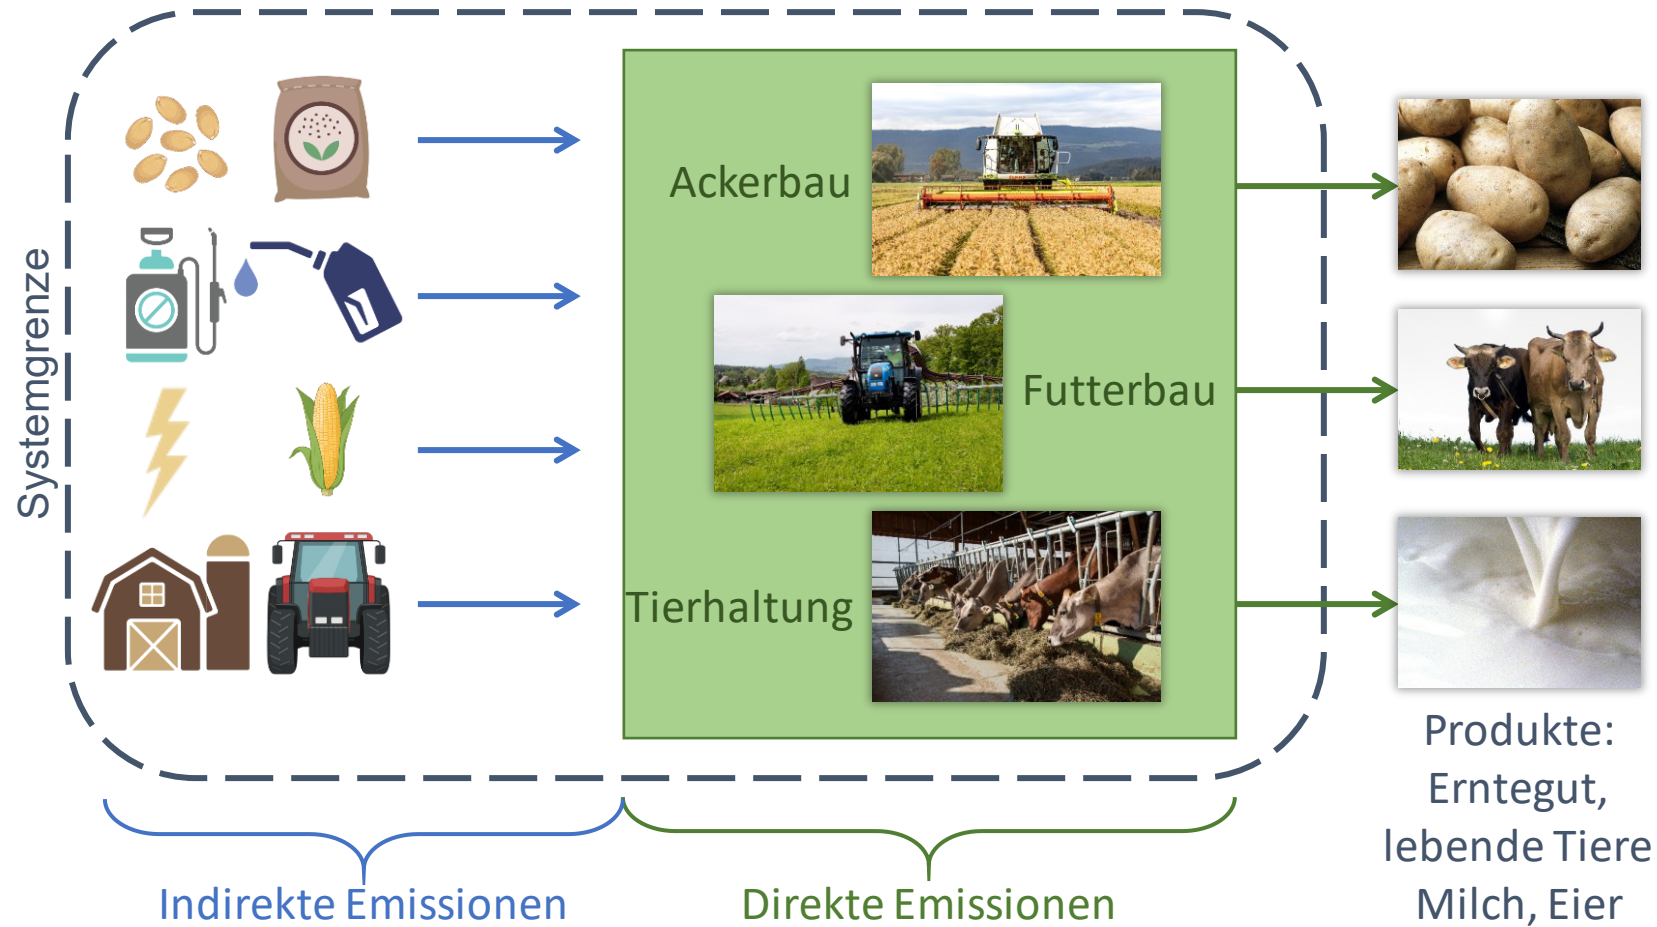 Systemgrenze
Ackerbau
Futterbau
Tierhaltung
Produkte:
Erntegut,
lebende Tiere
Milch, Eier
Indirekte Emissionen
Direkte Emissionen